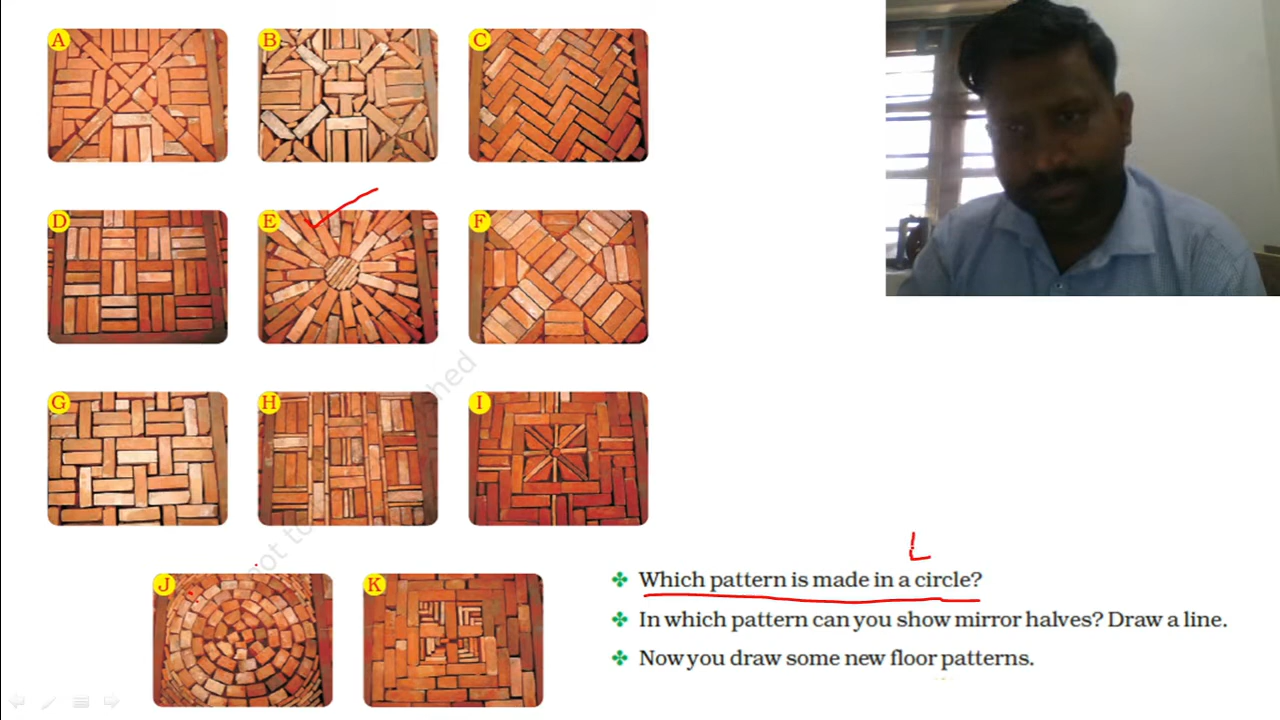 A
B
C
D
E
F
G
H
I
J
K
L
Which pattern is made in a circle?
In which pattern can you show mirror halves? Draw a line.
Now you draw some new floor patterns.